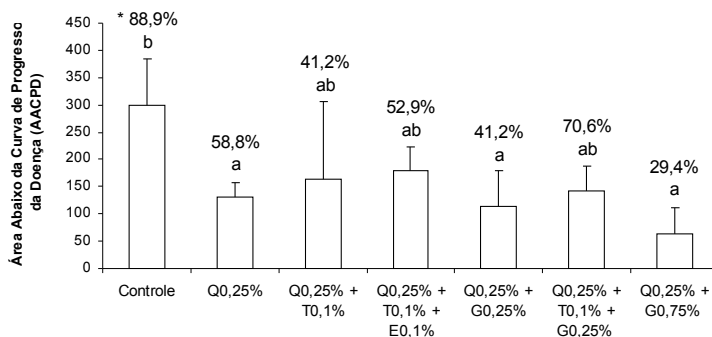 Área Abaixo da Curva de Progresso
da Doença (AACPD)
450
400
350
300
250
200
150
100
50
0
* 88,9%
b
58,8%
a
41,2%
ab
52,9%
ab
41,2%
a
70,6%
ab
29,4%
a
Controle
Q0,25%
Q0,25% +
T0,1%
Q0,25% +
T0,1% +
E0,1%
Q0,25% +
G0,25%
Q0,25% +
T0,1% +
G0,25%
Q0,25% +
G0,75%